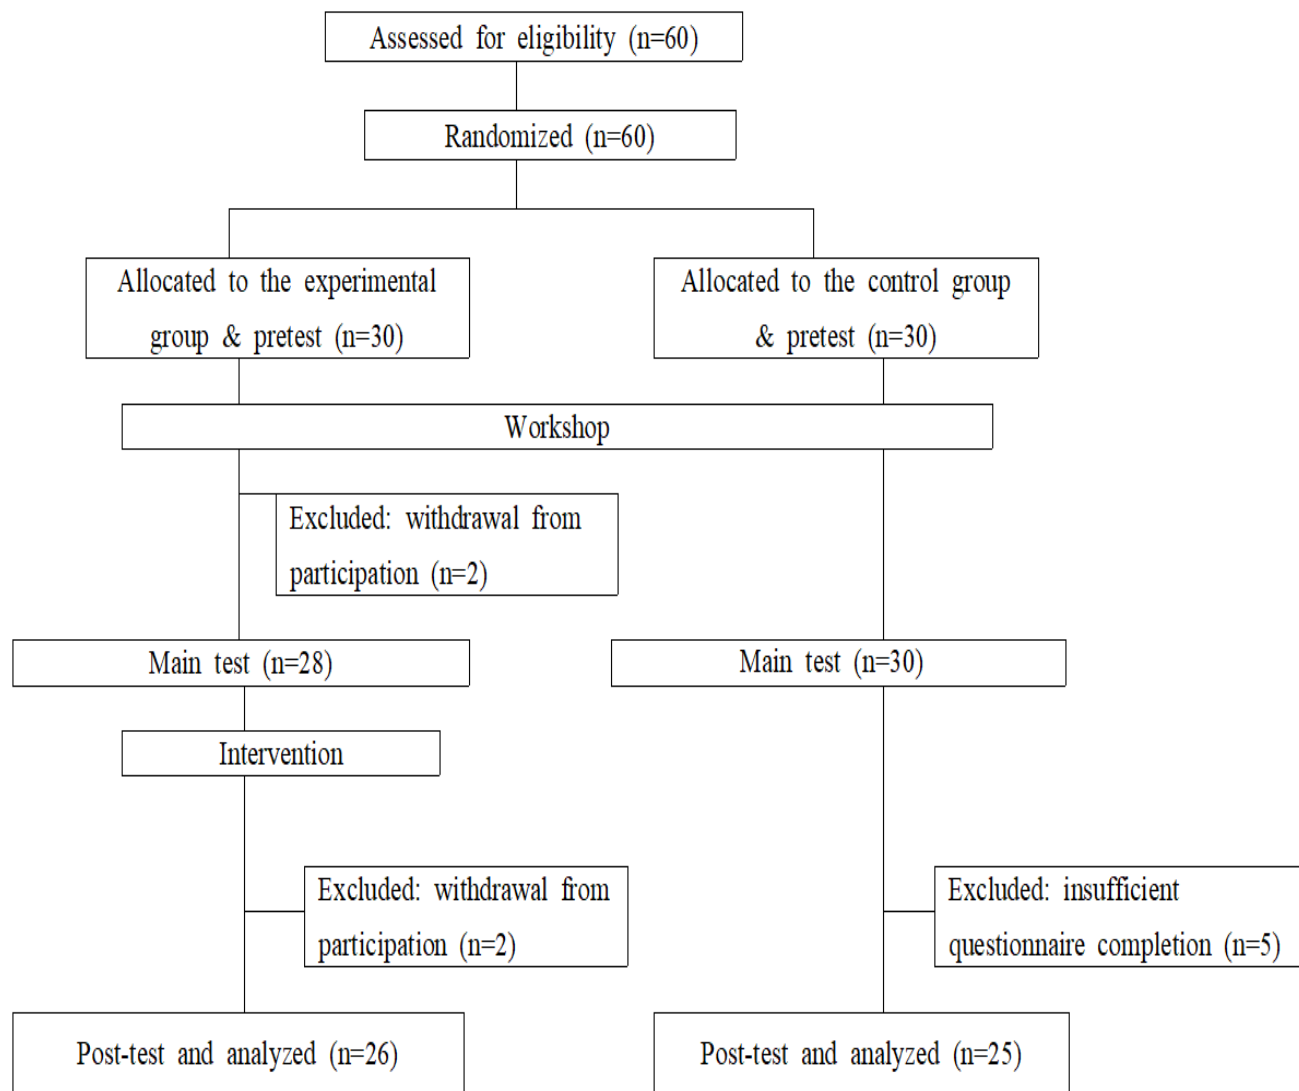 Assessed for eligibility (n=60)
Randomized (n=60)
Allocated to the experimental
group & pretest (n=30)
Allocated to the control group
& pretest (n=30)
Workshop
Excluded: withdrawal from
participation (n=2)
Main test (n=28)
Main test (n=30)
Intervention
Excluded: withdrawal from
participation (n=2)
Excluded: insufficient
questionnaire completion (n=5)
Post-test and analyzed (n=26)
Post-test and analyzed (n=25)